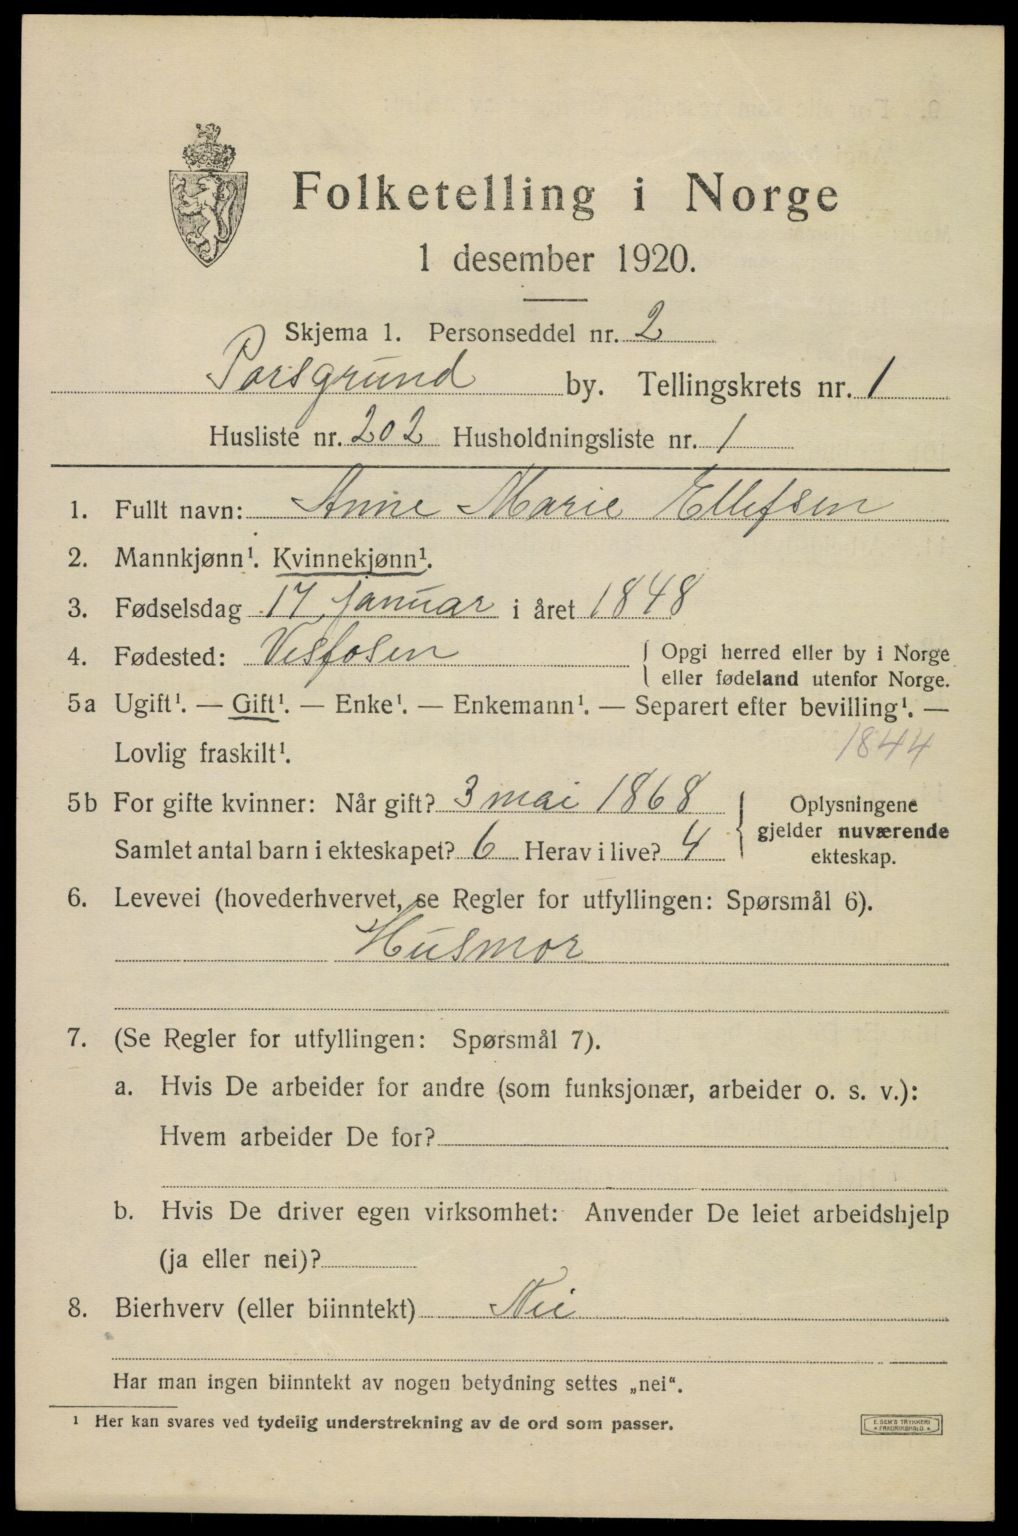 Folketelling i Norge
1 desember 1920.
Skjema 1. Personseddel nr. 2
Porsgrund by. Tellingskrets nr. 1
Husliste nr. 202 Husholdningsliste nr. 1
1. Fullt navn: Anne Marie Ellefsen
2. Mannkjønn¹. Kvinnekjønn¹.
3. Fødselsdag 17 januar i året 1848
4. Fødested: Vesfosen { Opgi herred eller by i Norge
eller fødeland utenfor Norge.
5a Ugift¹. — Gift¹. — Enke¹. — Enkemann¹. — Separert efter bevilling¹. —
Lovlig fraskilt¹. 1844
5b For gifte kvinner: Når gift? 3 mai 1868 { Oplysningene
gjelder nuværende
Samlet antal barn i ekteskapet? 6 Herav i live? 4 ekteskap.
6. Levevei (hovederhvervet, se Regler for utfyllingen: Spørsmål 6).
Husmor
7. (Se Regler for utfyllingen: Spørsmål 7).
a. Hvis De arbeider for andre (som funksjonær, arbeider o. s. v.):
Hvem arbeider De for?
b. Hvis De driver egen virksomhet: Anvender De leiet arbeidshjelp
(ja eller nei)?
8. Bierhverv (eller biinntekt) Nei
Har man ingen biinntekt av nogen betydning settes „nei".
¹ Her kan svares ved tydelig understrekning av de ord som passer.
E. SEM'S TRYKKERI
FREDRIKSHALD